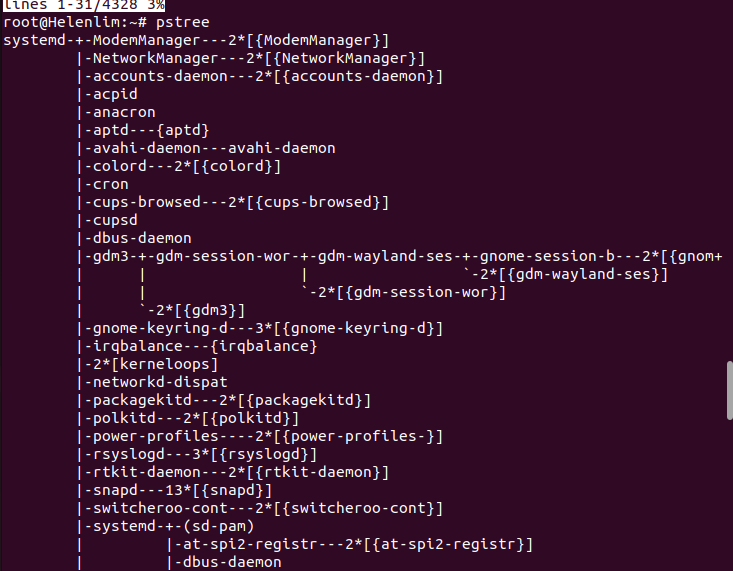 lines 1-31/4328 3%
root@Helenlim:~# pstree
systemd-+-ModemManager---2*[{ModemManager}]
        |-NetworkManager---2*[{NetworkManager}]
        |-accounts-daemon---2*[{accounts-daemon}]
        |-acpid
        |-anacron
        |-aptd---{aptd}
        |-avahi-daemon---avahi-daemon
        |-colord---2*[{colord}]
        |-cron
        |-cups-browsed---2*[{cups-browsed}]
        |-cupsd
        |-dbus-daemon
        |-gdm3-+-gdm-session-wor-+-gdm-wayland-ses-+-gnome-session-b---2*[{gnom+
        |      |                 |                 `-2*[{gdm-wayland-ses}]
        |      |                 `-2*[{gdm-session-wor}]
        |      `-2*[{gdm3}]
        |-gnome-keyring-d---3*[{gnome-keyring-d}]
        |-irqbalance---{irqbalance}
        |-2*[kerneloops]
        |-networkd-dispat
        |-packagekitd---2*[{packagekitd}]
        |-polkitd---2*[{polkitd}]
        |-power-profiles----2*[{power-profiles-}]
        |-rsyslogd---3*[{rsyslogd}]
        |-rtkit-daemon---2*[{rtkit-daemon}]
        |-snapd---13*[{snapd}]
        |-switcheroo-cont---2*[{switcheroo-cont}]
        |-systemd-+-(sd-pam)
        |         |-at-spi2-registr---2*[{at-spi2-registr}]
        |         |-dbus-daemon